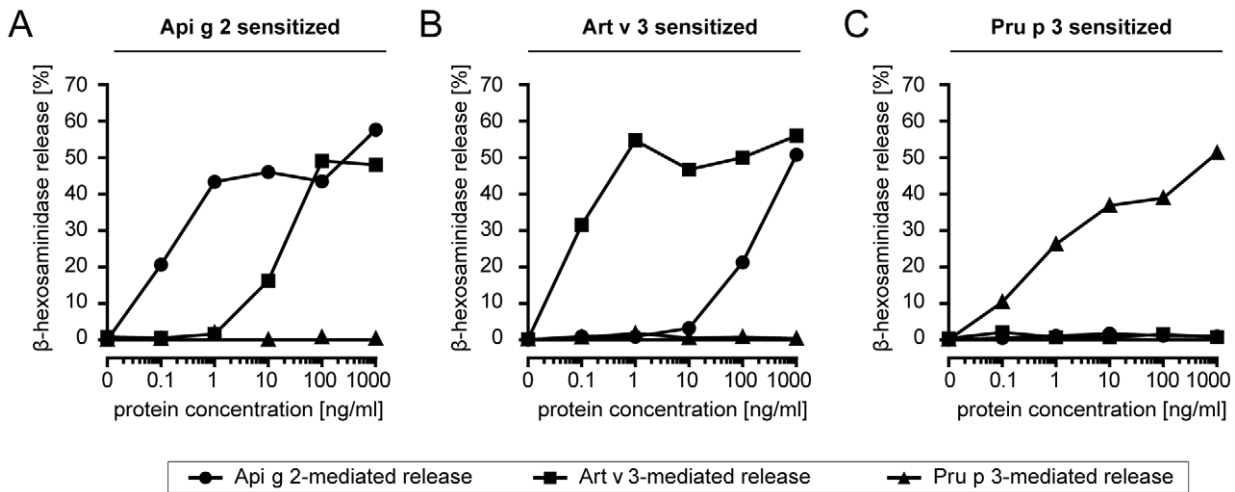 A
Api g 2 sensitized
β-hexosaminidase release [%]
70
60
50
40
30
20
10
0
0 0.1 1 10 100 1000
protein concentration [ng/ml]
B
Art v 3 sensitized
β-hexosaminidase release [%]
70
60
50
40
30
20
10
0
0 0.1 1 10 100 1000
protein concentration [ng/ml]
C
Pru p 3 sensitized
β-hexosaminidase release [%]
70
60
50
40
30
20
10
0
0 0.1 1 10 100 1000
protein concentration [ng/ml]
Api g 2-mediated release Art v 3-mediated release Pru p 3-mediated release